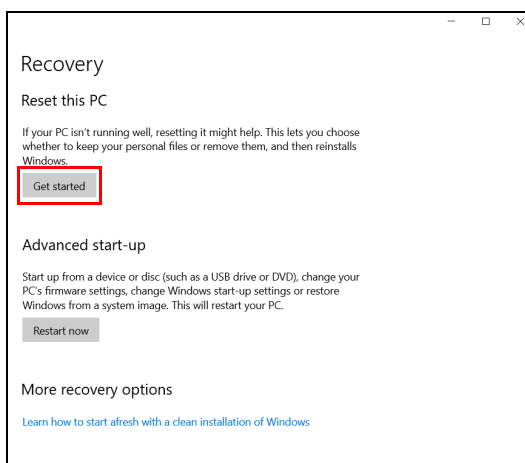 Recovery
Reset this PC
If your PC isn't running well, resetting it might help. This lets you choose
whether to keep your personal files or remove them, and then reinstalls
Windows.
Get started
Advanced start-up
Start up from a device or disc (such as a USB drive or DVD), change your
PC's firmware settings, change Windows start-up settings or restore
Windows from a system image. This will restart your PC.
Restart now
More recovery options
Learn how to start afresh with a clean installation of Windows